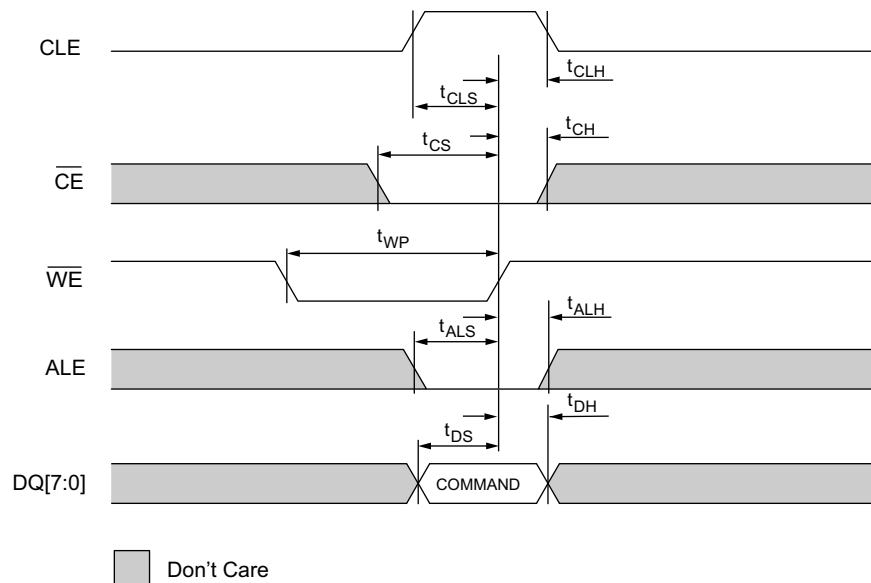 CLE
tCLH
tCLS
tCH
tCS
CE
tWP
WE
tALH
tALS
ALE
tDH
tDS
DQ[7:0]
COMMAND
Don't Care